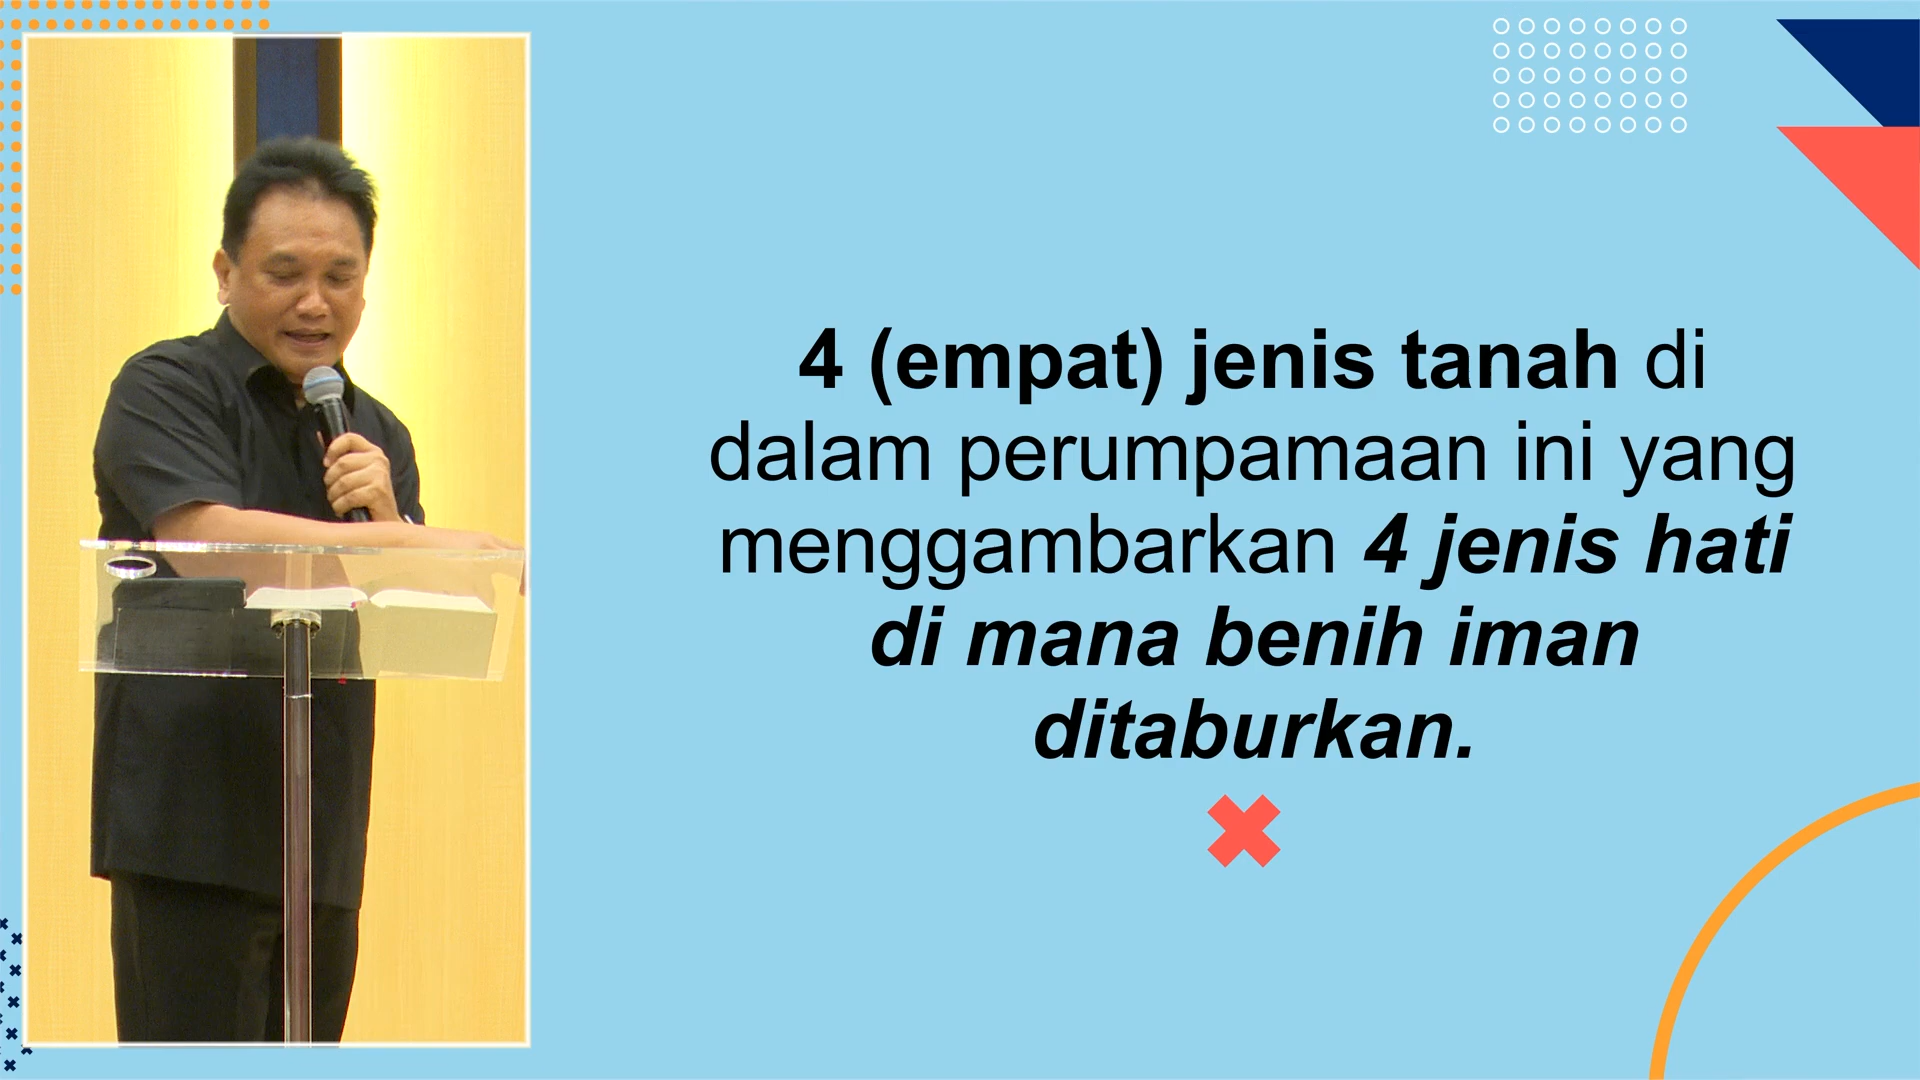 4 (empat) jenis tanah di
dalam perumpamaan ini yang
menggambarkan 4 jenis hati
di mana benih iman
ditaburkan.